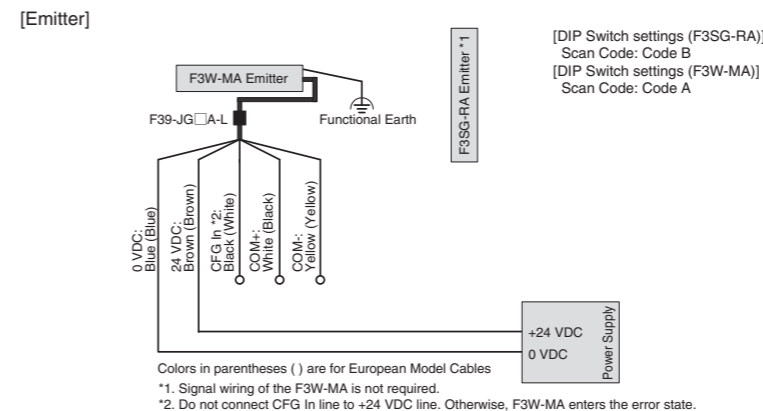 [Emitter]
[DIP Switch settings (F3SG-RA)]
Scan Code: Code B
[DIP Switch settings (F3W-MA)]
Scan Code: Code A
F3W-MA Emitter
F3SG-RA Emitter *1
F39-JG□A-L
Functional Earth
0 VDC:
Blue (Blue)
24 VDC:
Brown (Brown)
CFG In *2:
Black (White)
COM+:
White (Black)
COM-:
Yellow (Yellow)
+24 VDC
0 VDC
Power Supply
Colors in parentheses ( ) are for European Model Cables
*1. Signal wiring of the F3W-MA is not required.
*2. Do not connect CFG In line to +24 VDC line. Otherwise, F3W-MA enters the error state.